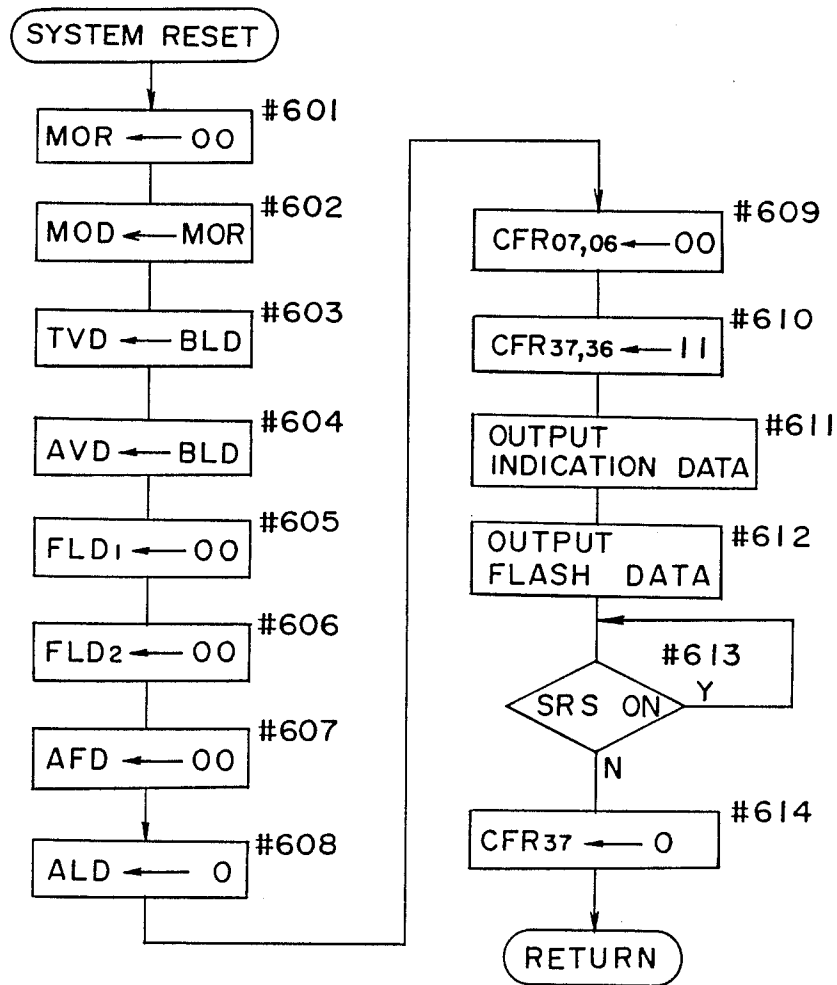 SYSTEM RESET
#601
MOR ← 00
#602
MOD ← MOR
#603
TVD ← BLD
#604
AVD ← BLD
#605
FLD1 ← 00
#606
FLD2 ← 00
#607
AFD ← 00
#608
ALD ← 0
#609
CFR07,06 ← 00
#610
CFR37,36 ← 11
#611
OUTPUT
INDICATION DATA
#612
OUTPUT
FLASH DATA
#613
SRS ON
Y
N
#614
CFR37 ← 0
RETURN